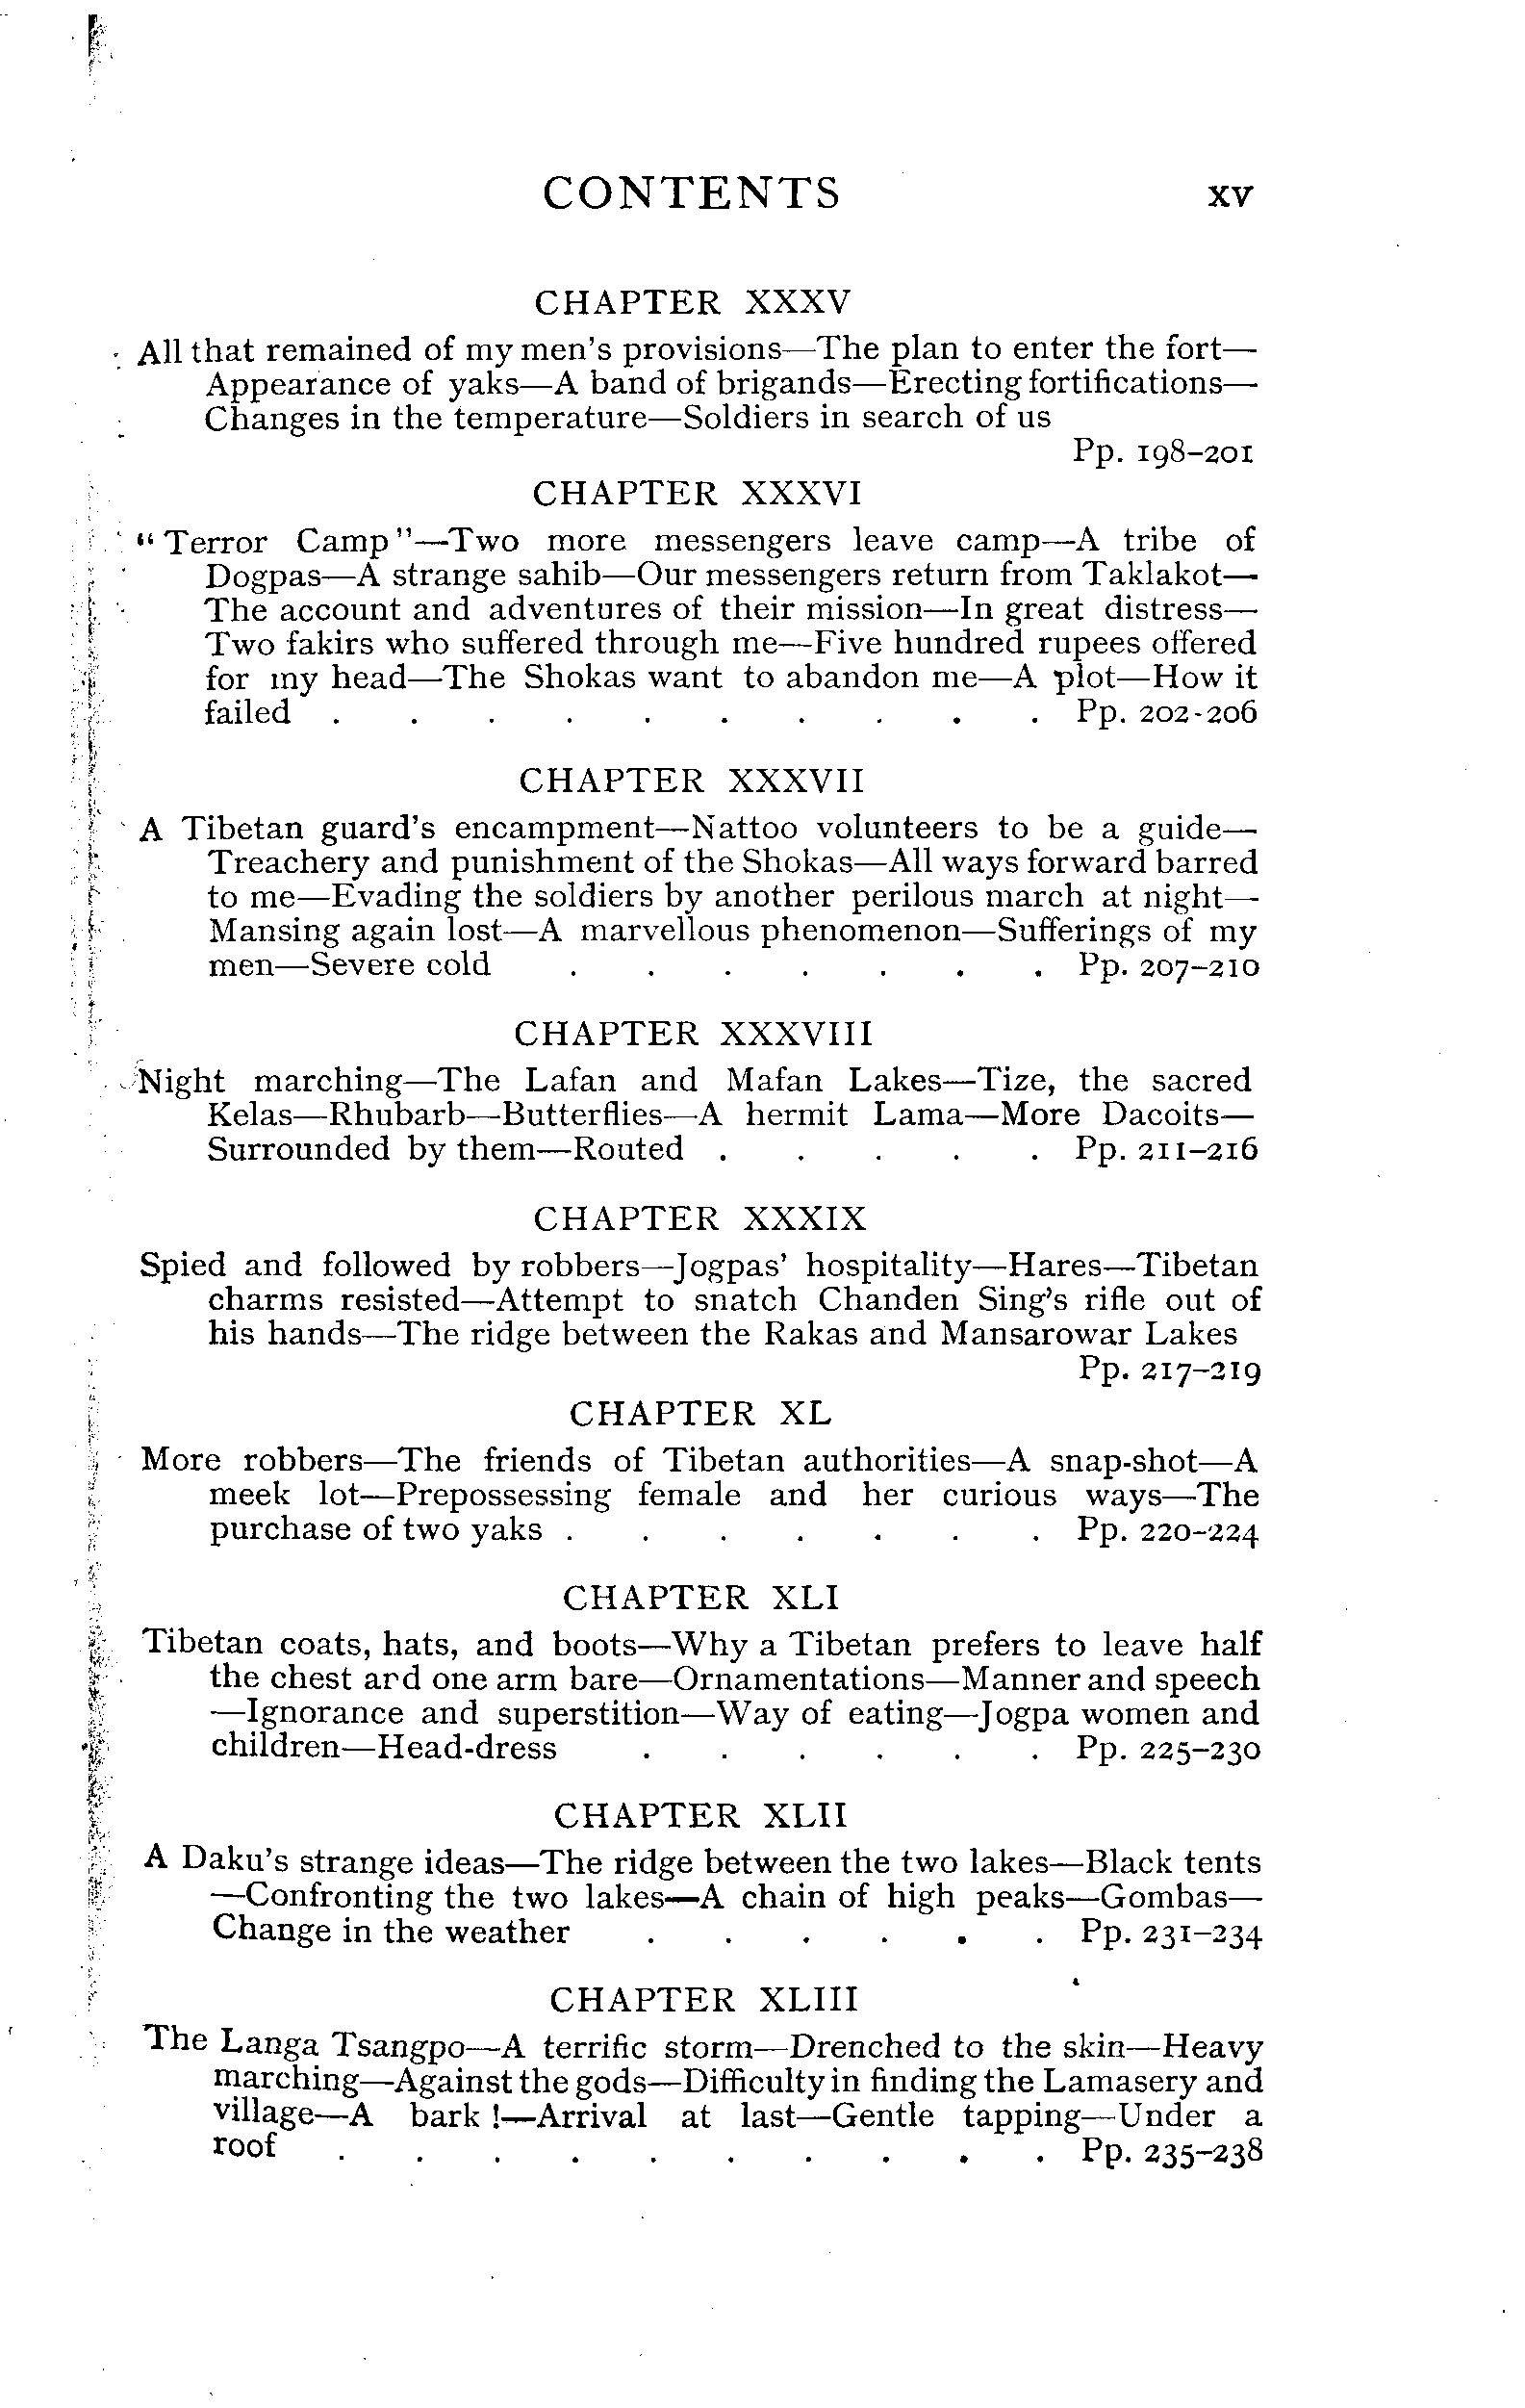 CONTENTS xv
CHAPTER XXXV
All that remained of my men's provisions—The plan to enter the fort—
Appearance of yaks—A band of brigands—Erecting fortifications—
Changes in the temperature—Soldiers in search of us
Pp. 198-201
CHAPTER XXXVI
"Terror Camp"—Two more messengers leave camp—A tribe of
Dogpas—A strange sahib—Our messengers return from Taklakot—
The account and adventures of their mission—In great distress—
Two fakirs who suffered through me—Five hundred rupees offered
for my head—The Shokas want to abandon me—A plot—How it
failed . . . . . . . . . . Pp. 202-206
CHAPTER XXXVII
A Tibetan guard's encampment—Nattoo volunteers to be a guide—
Treachery and punishment of the Shokas—All ways forward barred
to me—Evading the soldiers by another perilous march at night—
Mansing again lost—A marvellous phenomenon—Sufferings of my
men—Severe cold . . . . . . . Pp. 207-210
CHAPTER XXXVIII
Night marching—The Lafan and Mafan Lakes—Tize, the sacred
Kelas—Rhubarb—Butterflies—A hermit Lama—More Dacoits—
Surrounded by them—Routed . . . . . Pp. 211-216
CHAPTER XXXIX
Spied and followed by robbers—Jogpas' hospitality—Hares—Tibetan
charms resisted—Attempt to snatch Chanden Sing's rifle out of
his hands—The ridge between the Rakas and Mansarowar Lakes
Pp. 217-219
CHAPTER XL
More robbers—The friends of Tibetan authorities—A snap-shot—A
meek lot—Prepossessing female and her curious ways—The
purchase of two yaks . . . . . . . Pp. 220-224
CHAPTER XLI
Tibetan coats, hats, and boots—Why a Tibetan prefers to leave half
the chest and one arm bare—Ornamentations—Manner and speech
—Ignorance and superstition—Way of eating—Jogpa women and
children—Head-dress . . . . . . Pp. 225-230
CHAPTER XLII
A Daku's strange ideas—The ridge between the two lakes—Black tents
—Confronting the two lakes—A chain of high peaks—Gombas—
Change in the weather . . . . . . Pp. 231-234
CHAPTER XLIII
The Langa Tsangpo—A terrific storm—Drenched to the skin—Heavy
marching—Against the gods—Difficulty in finding the Lamasery and
village—A bark!—Arrival at last—Gentle tapping—Under a
roof . . . . . . . . . . Pp. 235-238